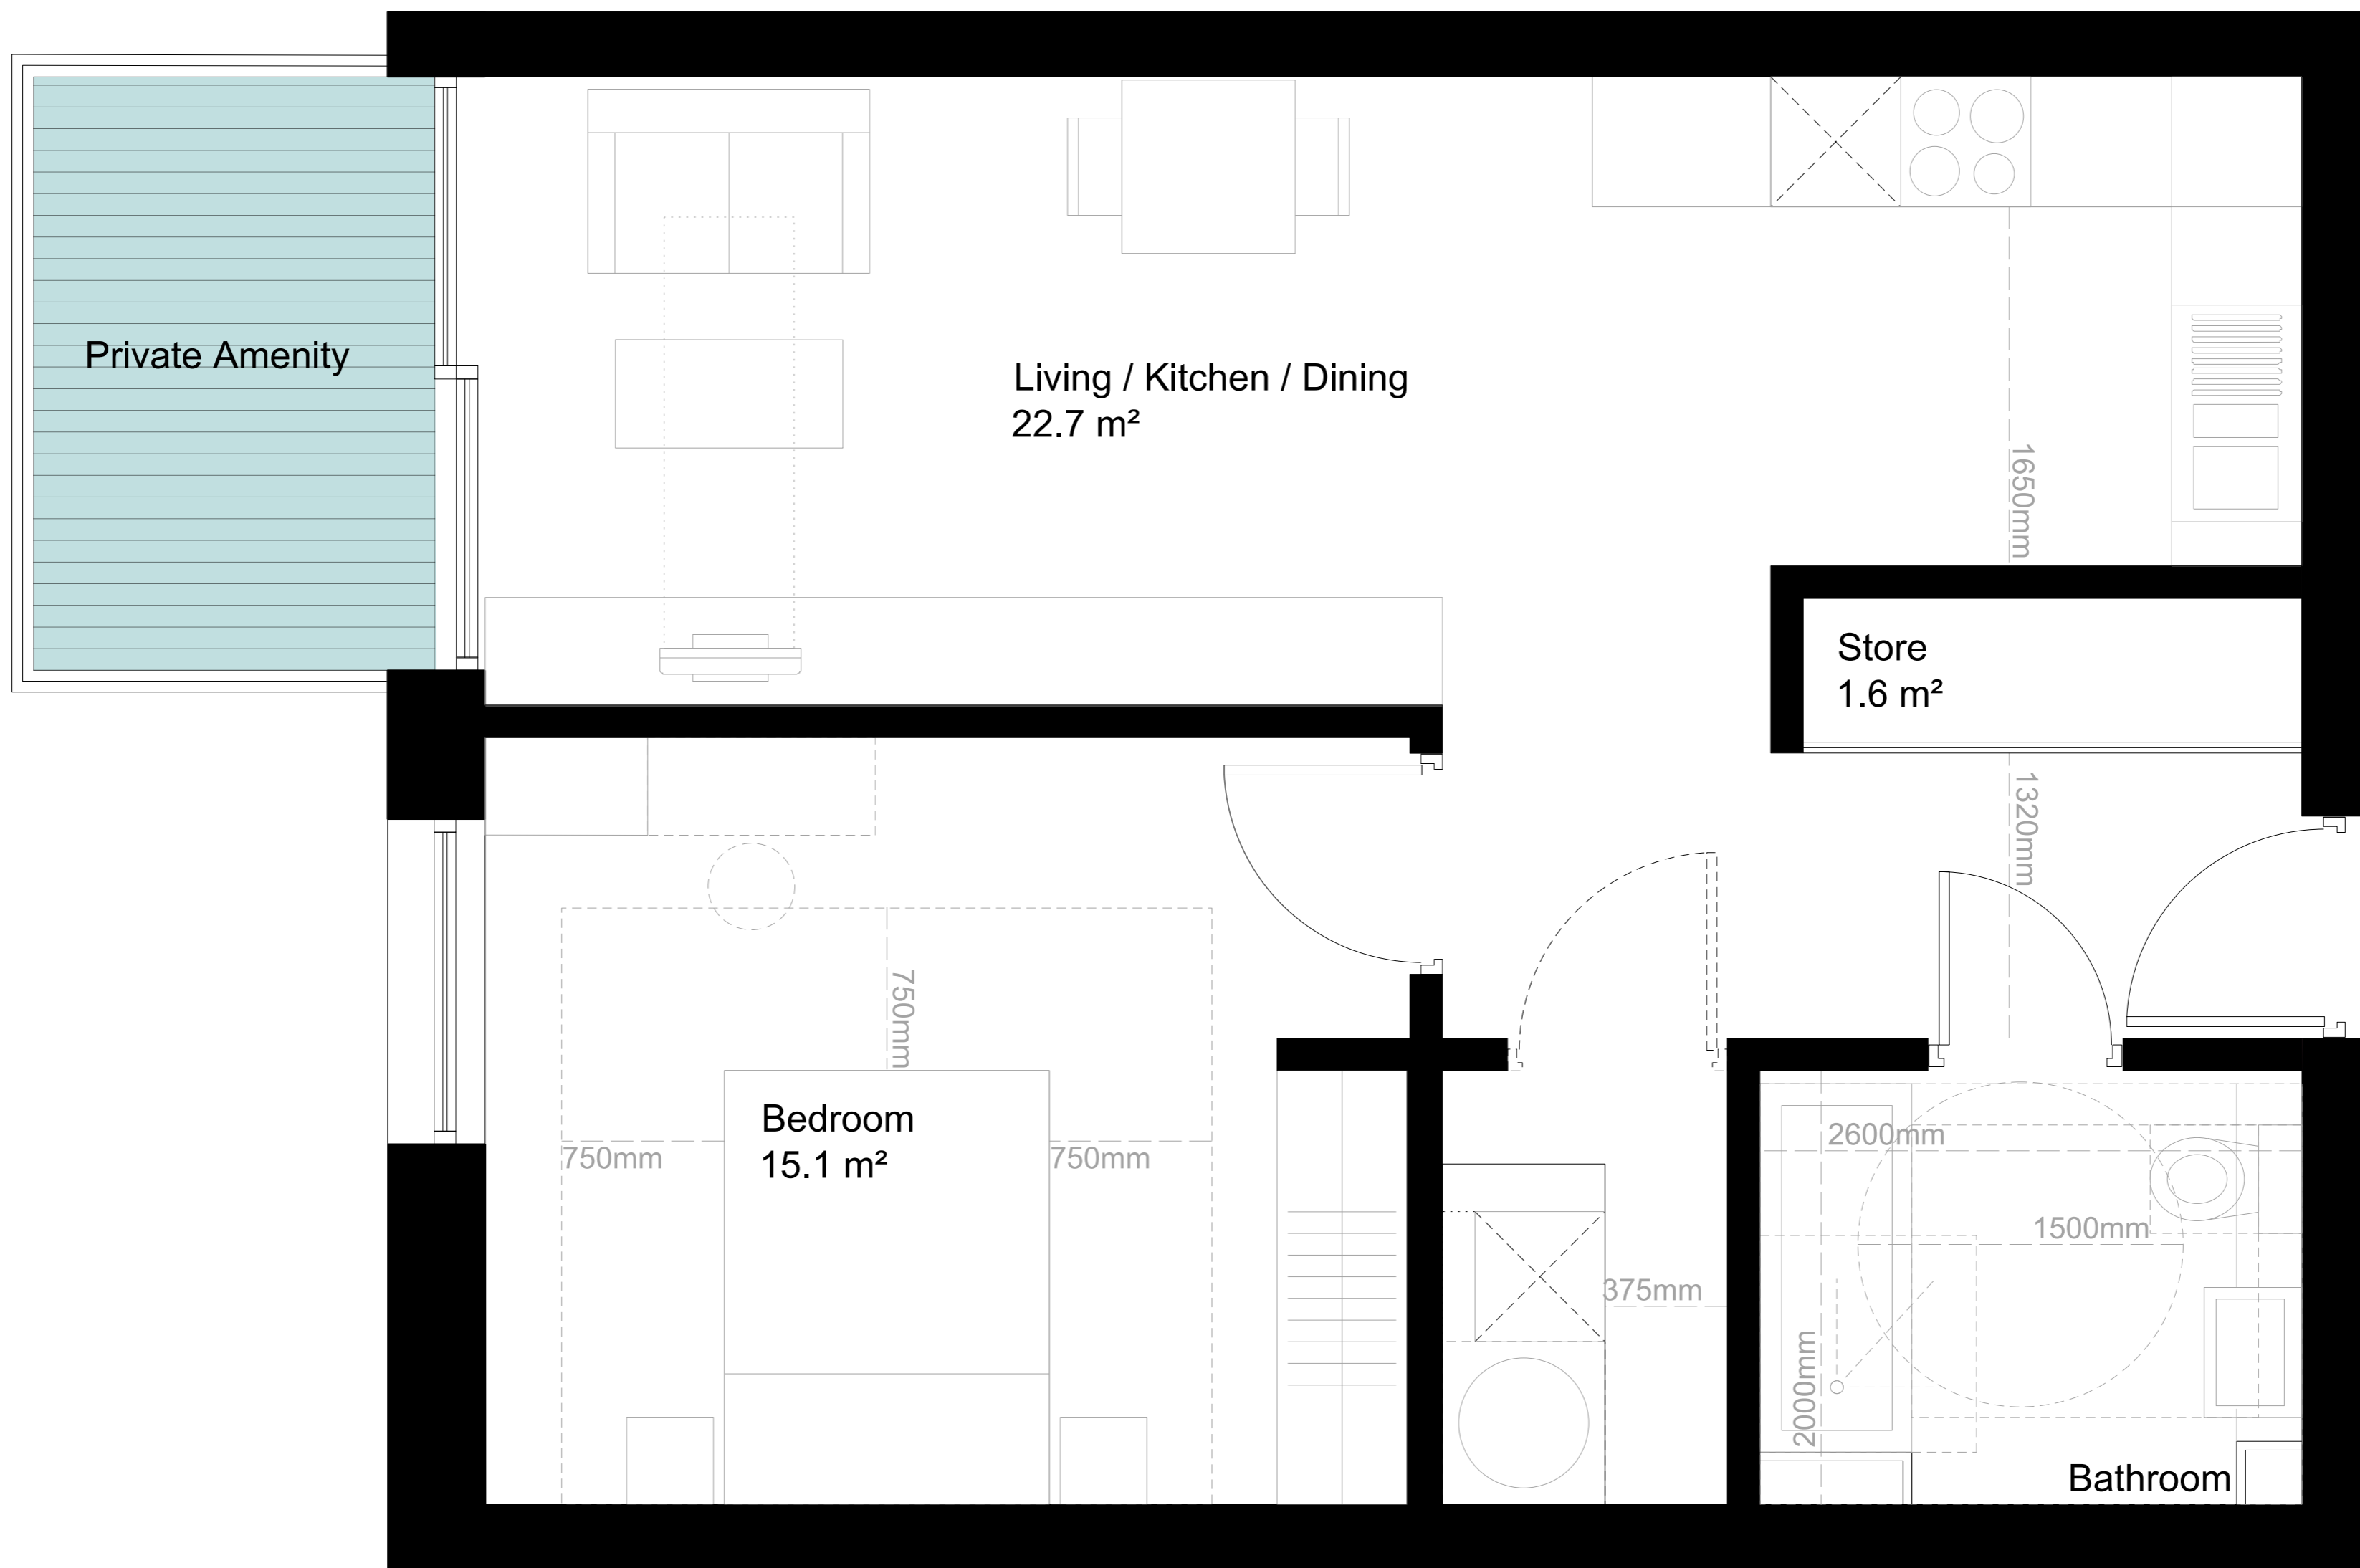 Private Amenity
Living / Kitchen / Dining
22.7 m²
1650mm
Store
1.6 m²
1320mm
750mm
Bedroom
15.1 m²
750mm
750mm
2600mm
1500mm
375mm
2000mm
Bathroom